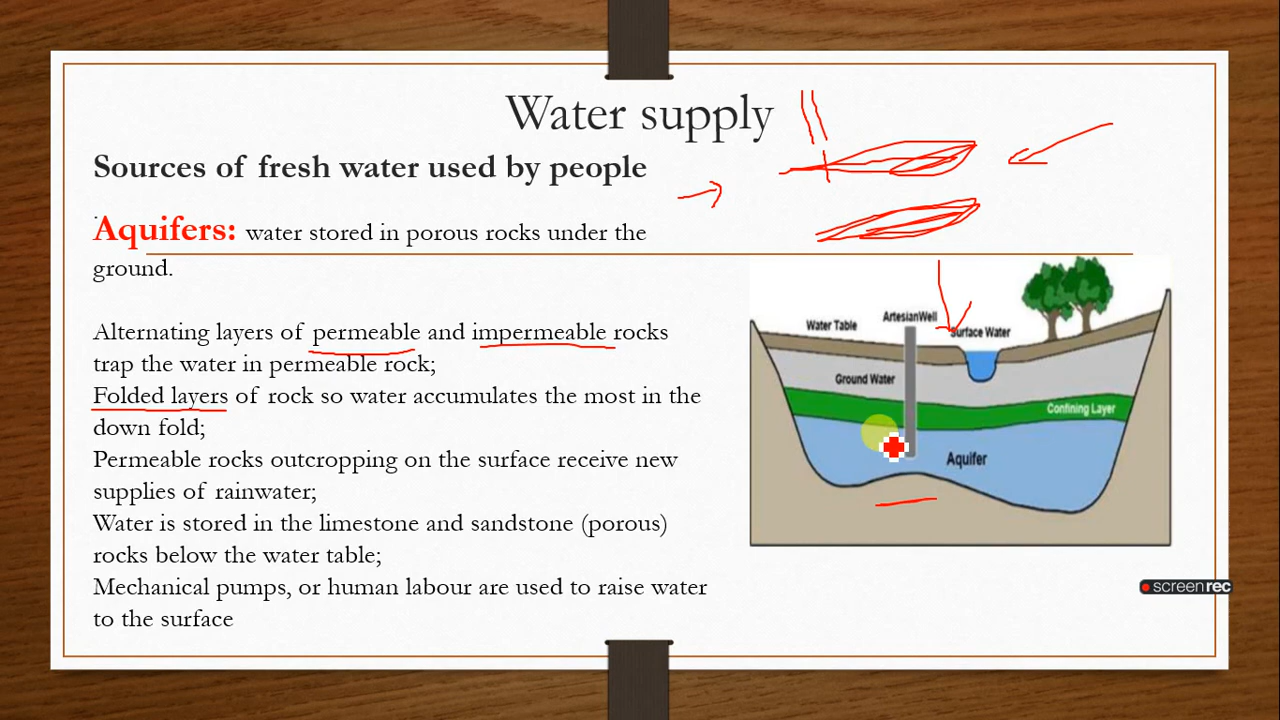 Water supply
Sources of fresh water used by people
Aquifers: water stored in porous rocks under the
ground.
Alternating layers of permeable and impermeable rocks
trap the water in permeable rock;
Folded layers of rock so water accumulates the most in the
down fold;
Permeable rocks outcropping on the surface receive new
supplies of rainwater;
Water is stored in the limestone and sandstone (porous)
rocks below the water table;
Mechanical pumps, or human labour are used to raise water
to the surface
ArtesianWell
Water Table
Surface Water
Ground Water
Confining Layer
Aquifer
screenrec